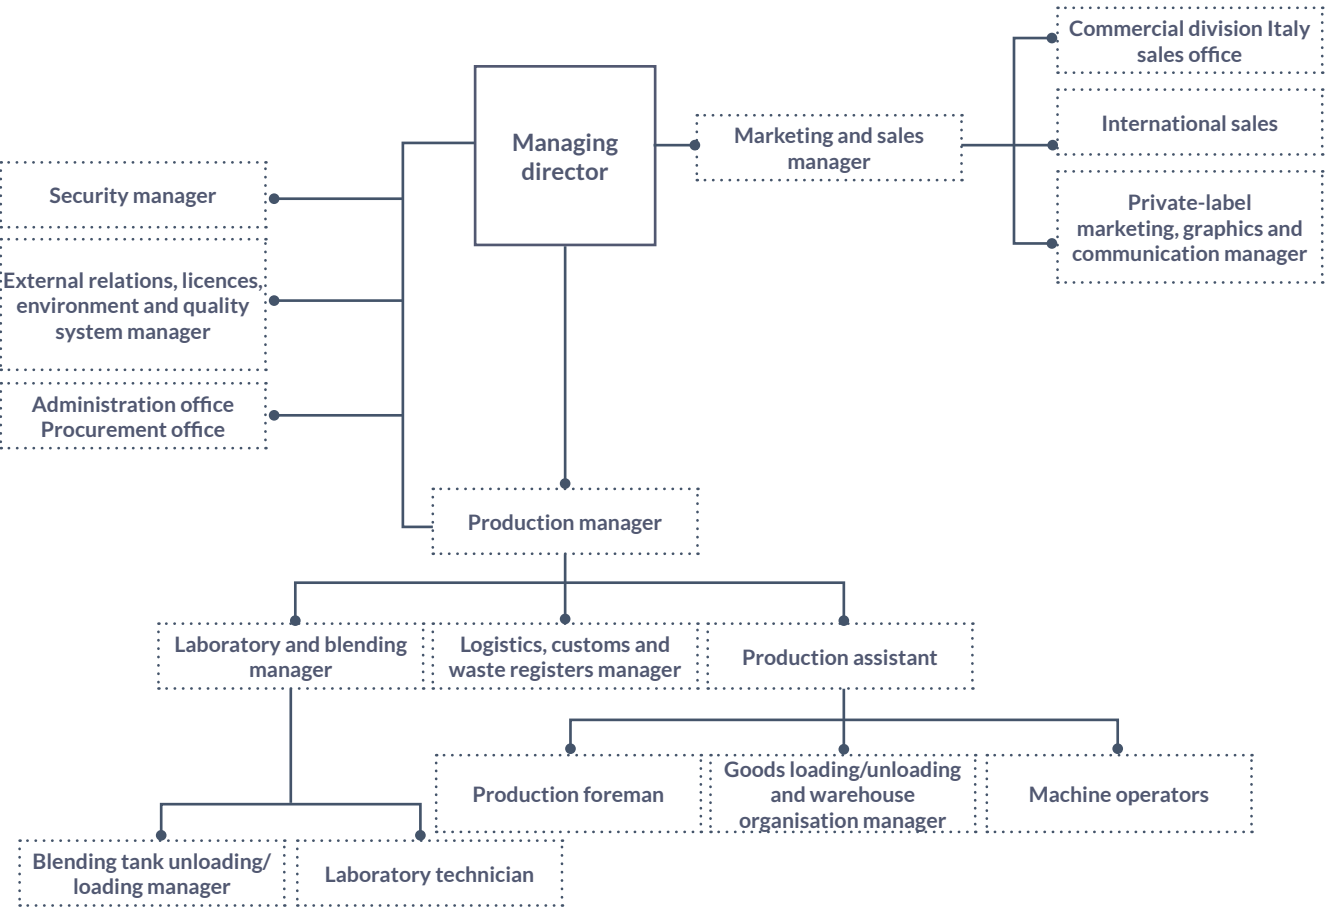 Commercial division Italy
sales office
Managing
director
Marketing and sales
manager
International sales
Security manager
Private-label
marketing, graphics and
communication manager
External relations, licences,
environment and quality
system manager
Administration office
Procurement office
Production manager
Laboratory and blending
manager
Logistics, customs and
waste registers manager
Production assistant
Production foreman
Goods loading/unloading
and warehouse
organisation manager
Machine operators
Blending tank unloading/
loading manager
Laboratory technician